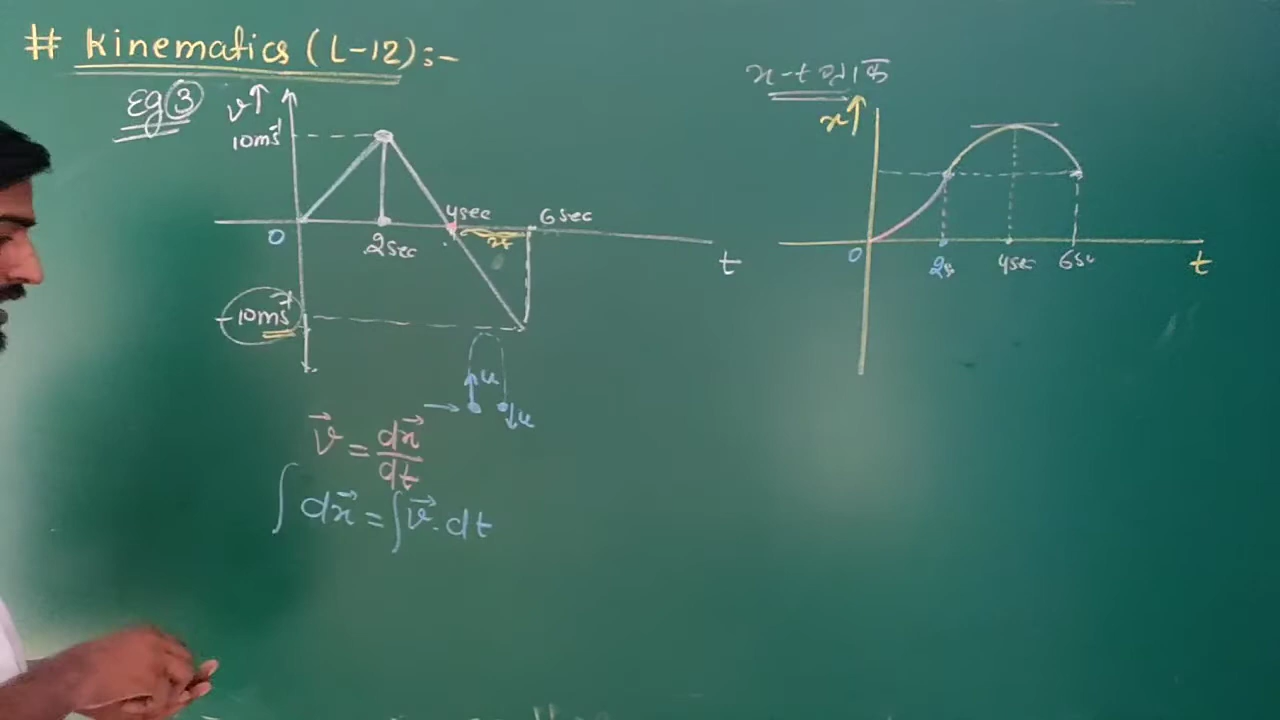 # Kinematics (L-12):-
Eg ③
v↑
10ms⁻¹
0
2sec
4sec
6sec
t
-10ms⁻¹
u
u
v⃗ = dx⃗/dt
∫dx⃗ = ∫v⃗. dt
x-t
x↑
0
2s
4sec
6s
t